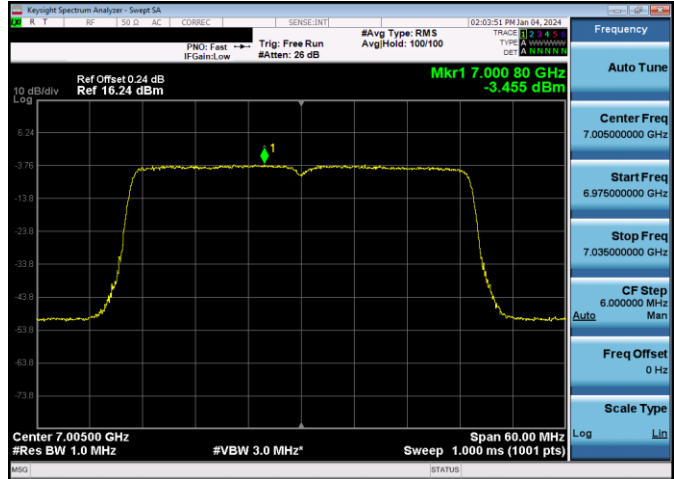 Keysight Spectrum Analyzer - Swept SA
R T RF 50 Ω AC CORREC SENSE:INT 02:03:51 PM Jan 04, 2024
PNO: Fast
IFGain:Low
Trig: Free Run
#Atten: 26 dB
#Avg Type: RMS
Avg|Hold: 100/100
TRACE 1 2 3 4 5 6
TYPE A WWWWW
DET A N N N N N
Ref Offset 0.24 dB
10 dB/div Ref 16.24 dBm
Log
Mkr1 7.000 80 GHz
-3.455 dBm
6.24
-3.76
-13.8
-23.8
-33.8
-43.8
-53.8
-63.8
-73.8
1
Center 7.00500 GHz Span 60.00 MHz
#Res BW 1.0 MHz #VBW 3.0 MHz* Sweep 1.000 ms (1001 pts)
MSG STATUS
Frequency
Auto Tune
Center Freq
7.005000000 GHz
Start Freq
6.975000000 GHz
Stop Freq
7.035000000 GHz
CF Step
6.000000 MHz
Auto Man
Freq Offset
0 Hz
Scale Type
Log Lin